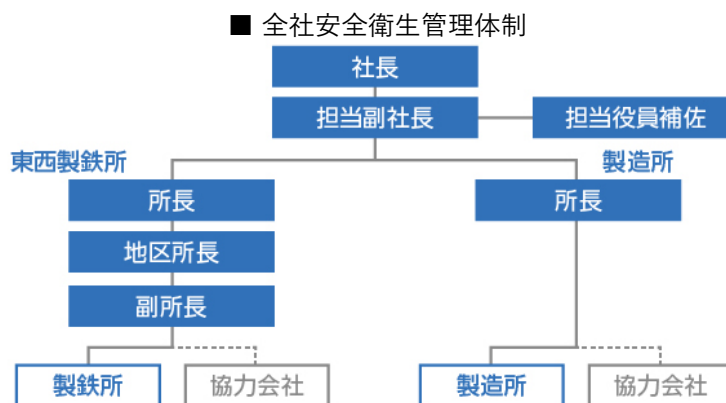 ■ 全社安全衛生管理体制
社長
担当副社長
担当役員補佐
東西製鉄所
製造所
所長
所長
地区所長
副所長
製鉄所
協力会社
製造所
協力会社